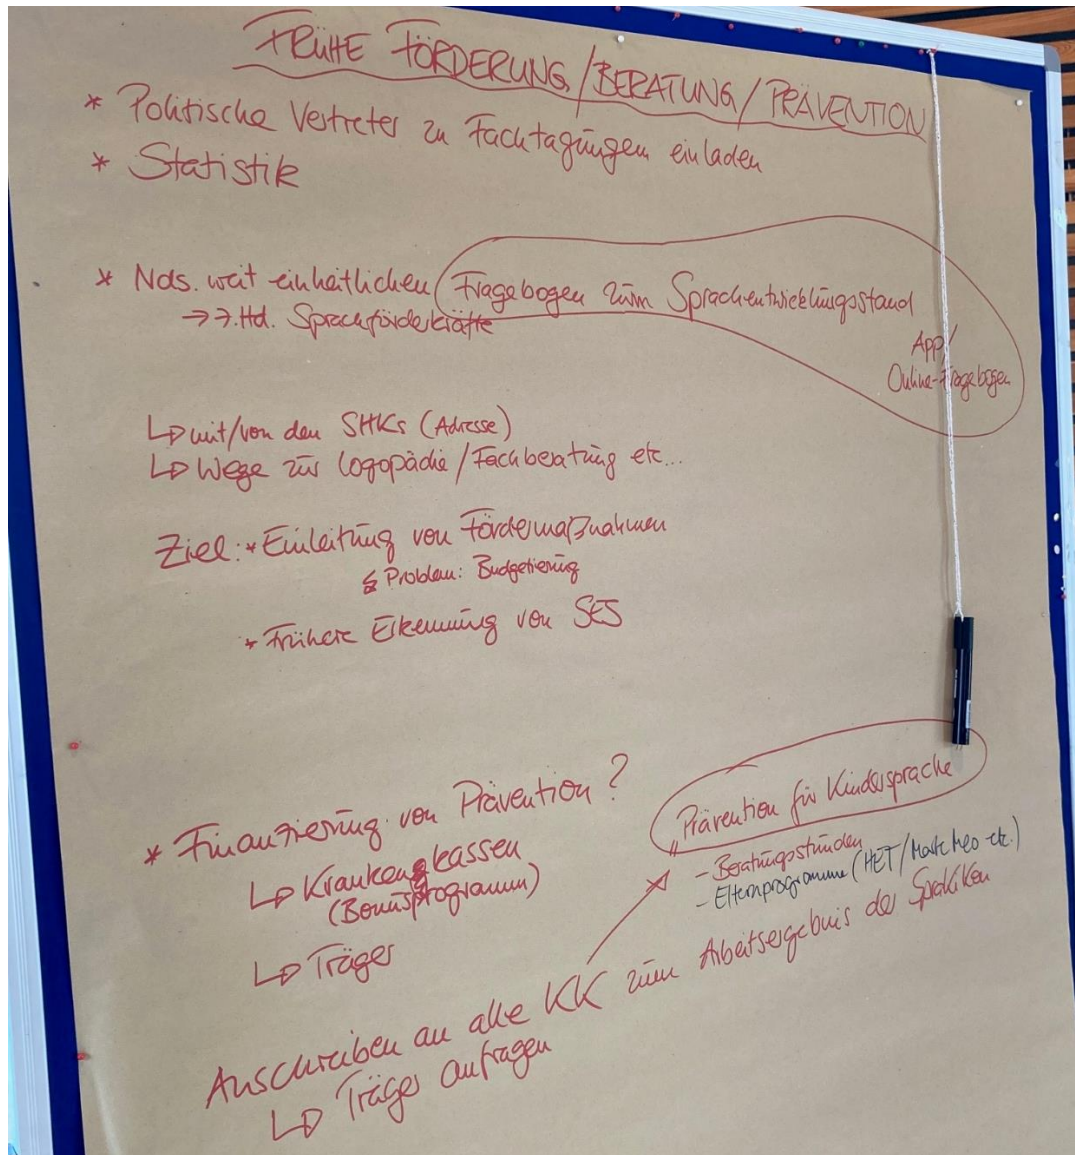 FRÜHE FÖRDERUNG/BERATUNG/PRÄVENTION
* Politische Vertreter zu Fachtagungen einladen
* Statistik
* Nds. weit einheitlichen Fragebogen zum Sprachentwicklungsstand
→ z.Hd. Sprachförderkräfte
App/
Online-Fragebogen
↳ mit/von den SHKs (Adresse)
↳ Wege zur Logopädie/Fachberatung etc...
Ziel: * Einleitung von Fördermaßnahmen
↯ Problem: Budgetierung
* Frühere Erkennung von SES
* Finanzierung von Prävention?
↳ Krankenkassen
(Bonusprogramm)
↳ Träger
Prävention für Kindersprache
- Beratungsstunden
- Elternprogramme (HET/Marte Meo etc.)
Anschreiben an alle KK zum Arbeitsergebnis der SpraKiKon
↳ Träger anfragen